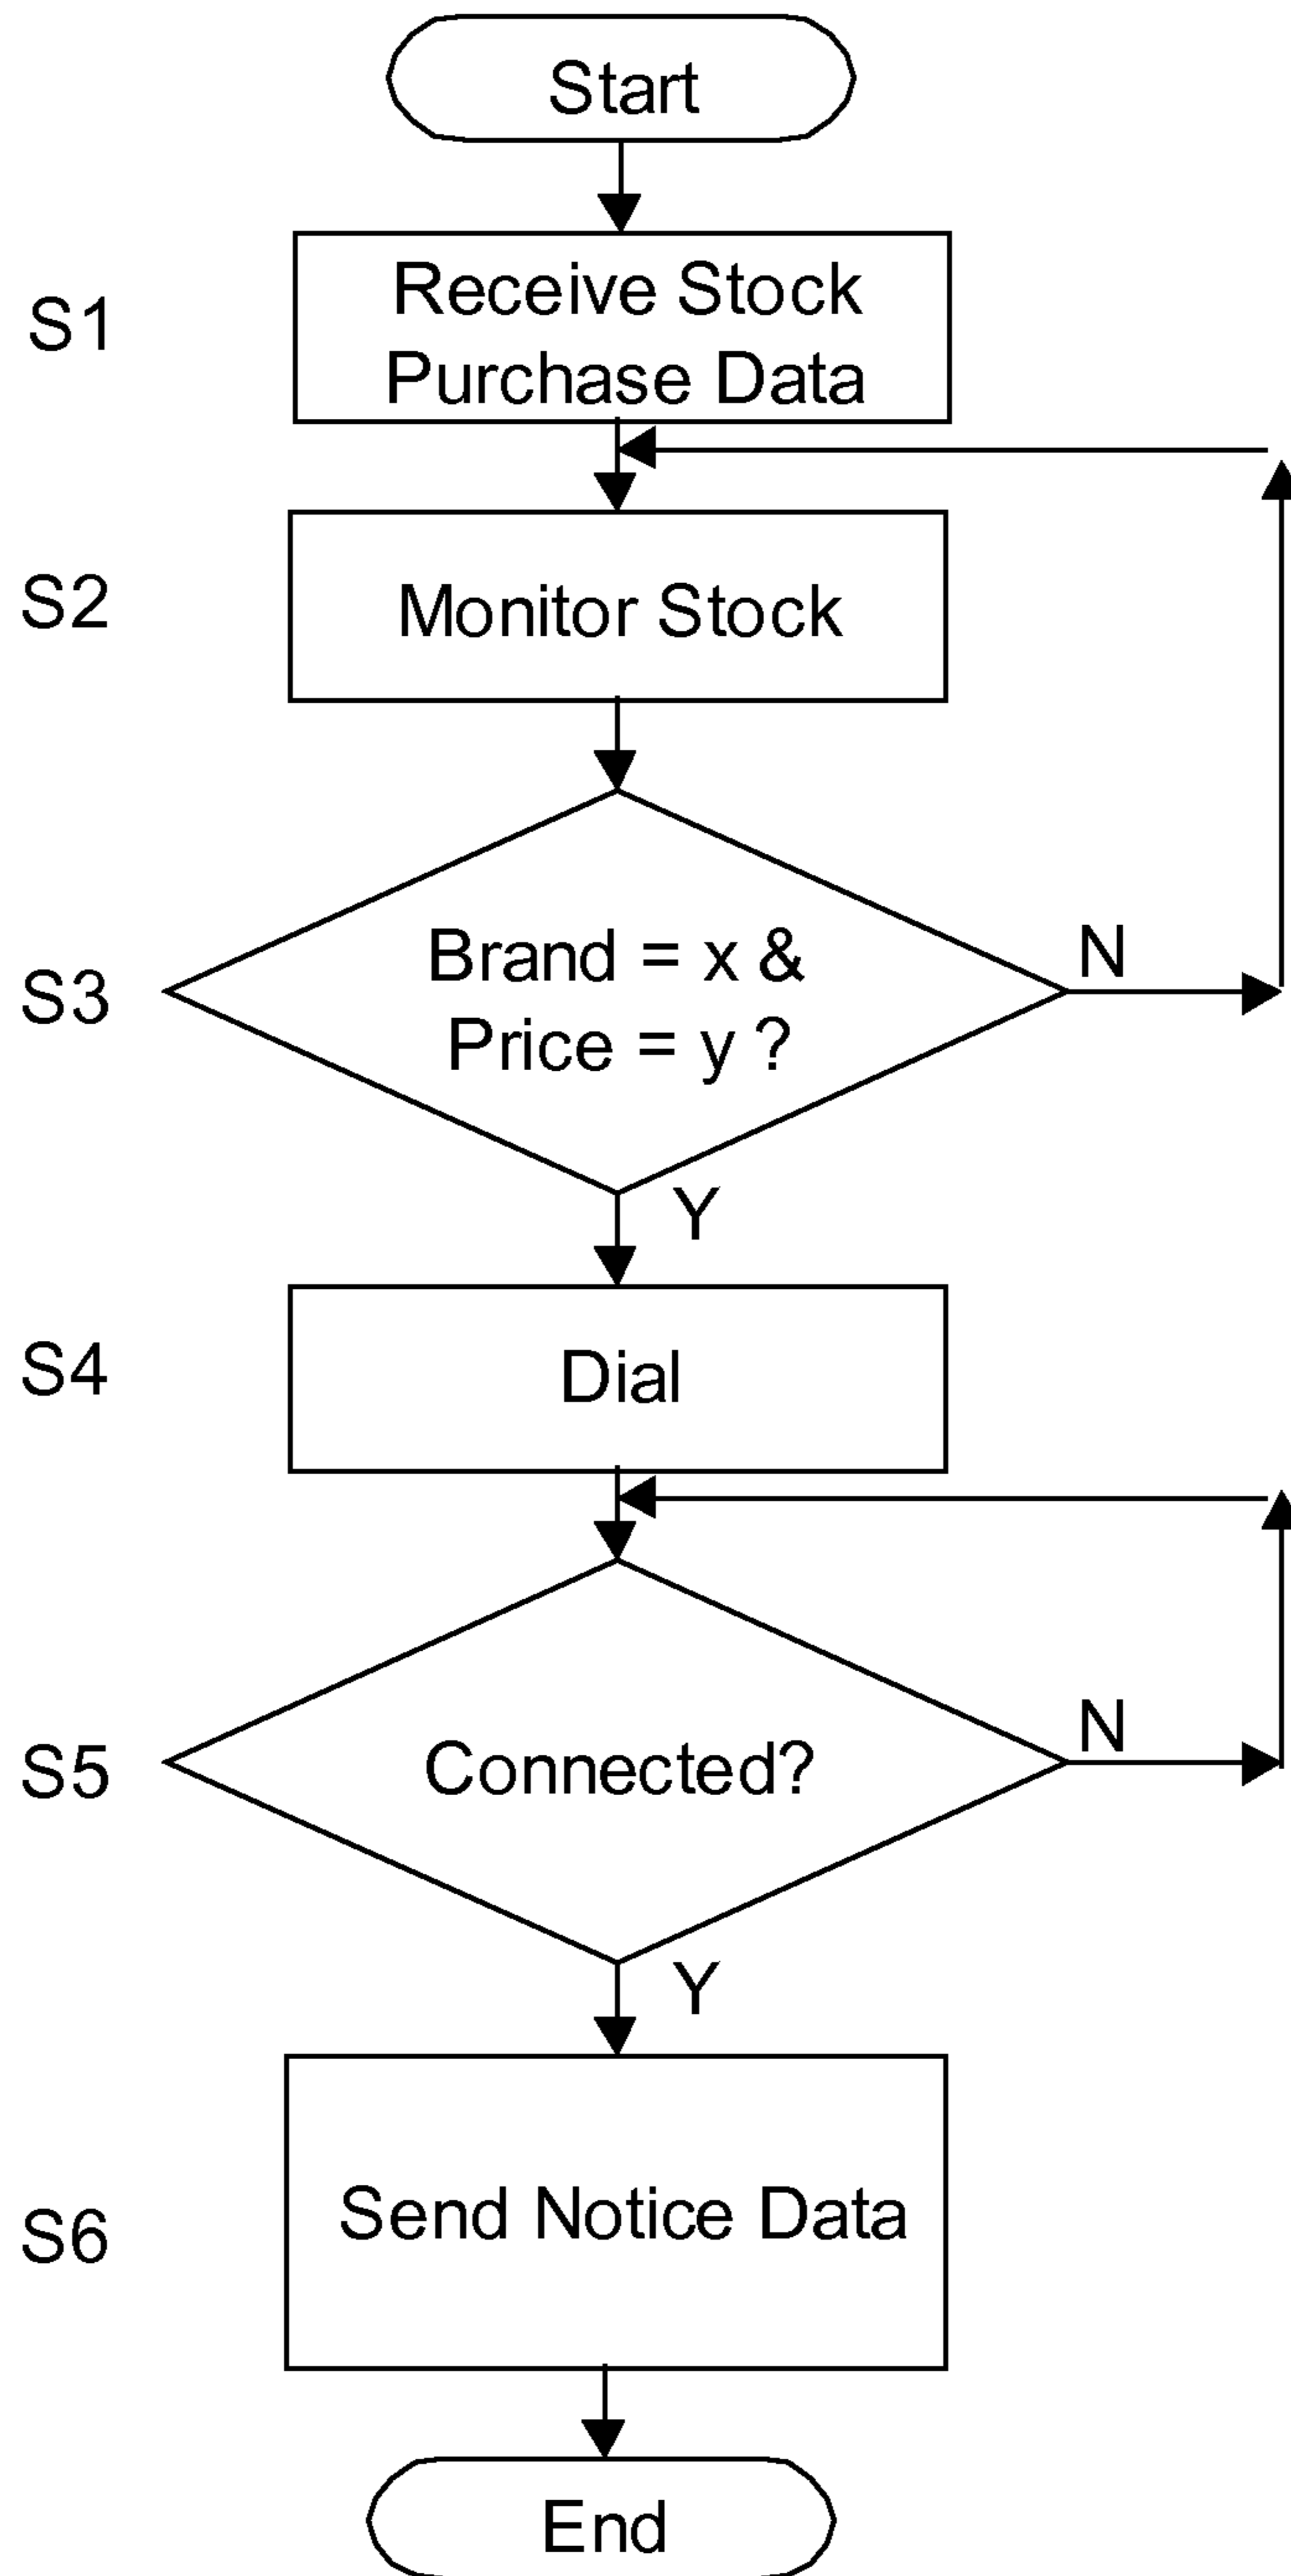 Start
S1
Receive Stock
Purchase Data
S2
Monitor Stock
S3
Brand = x &
Price = y ?
N
Y
S4
Dial
S5
Connected?
N
Y
S6
Send Notice Data
End